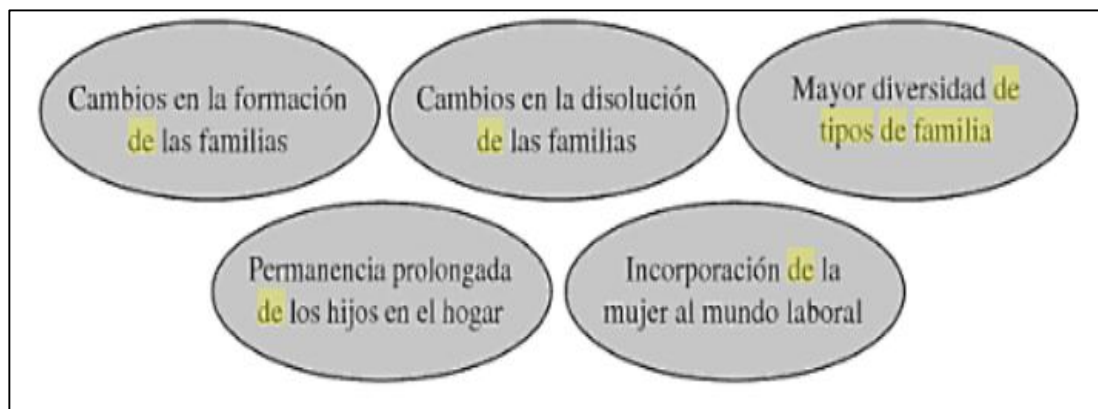 Cambios en la formación
de las familias
Cambios en la disolución
de las familias
Mayor diversidad de
tipos de familia
Permanencia prolongada
de los hijos en el hogar
Incorporación de la
mujer al mundo laboral